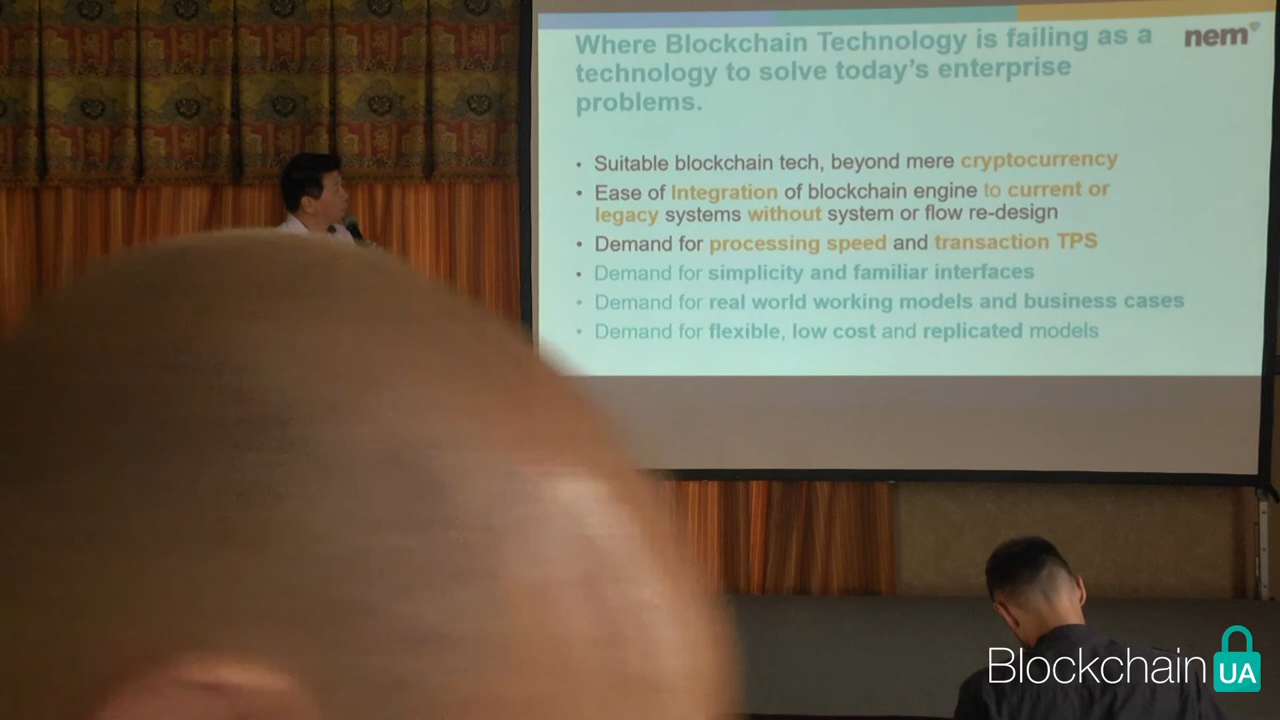 Where Blockchain Technology is failing as a
technology to solve today's enterprise
problems.
nem
• Suitable blockchain tech, beyond mere cryptocurrency
• Ease of Integration of blockchain engine to current or
legacy systems without system or flow re-design
• Demand for processing speed and transaction TPS
• Demand for simplicity and familiar interfaces
• Demand for real world working models and business cases
• Demand for flexible, low cost and replicated models
Blockchain UA